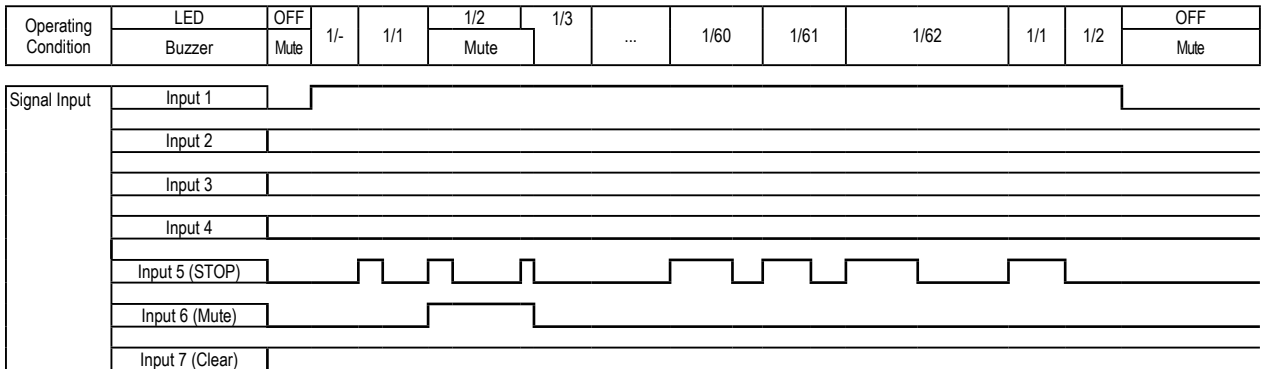 Operating Condition LED OFF 1/- 1/1 1/2 1/3 ... 1/60 1/61 1/62 1/1 1/2 OFF
Buzzer Mute Mute Mute
Signal Input Input 1
Input 2
Input 3
Input 4
Input 5 (STOP)
Input 6 (Mute)
Input 7 (Clear)